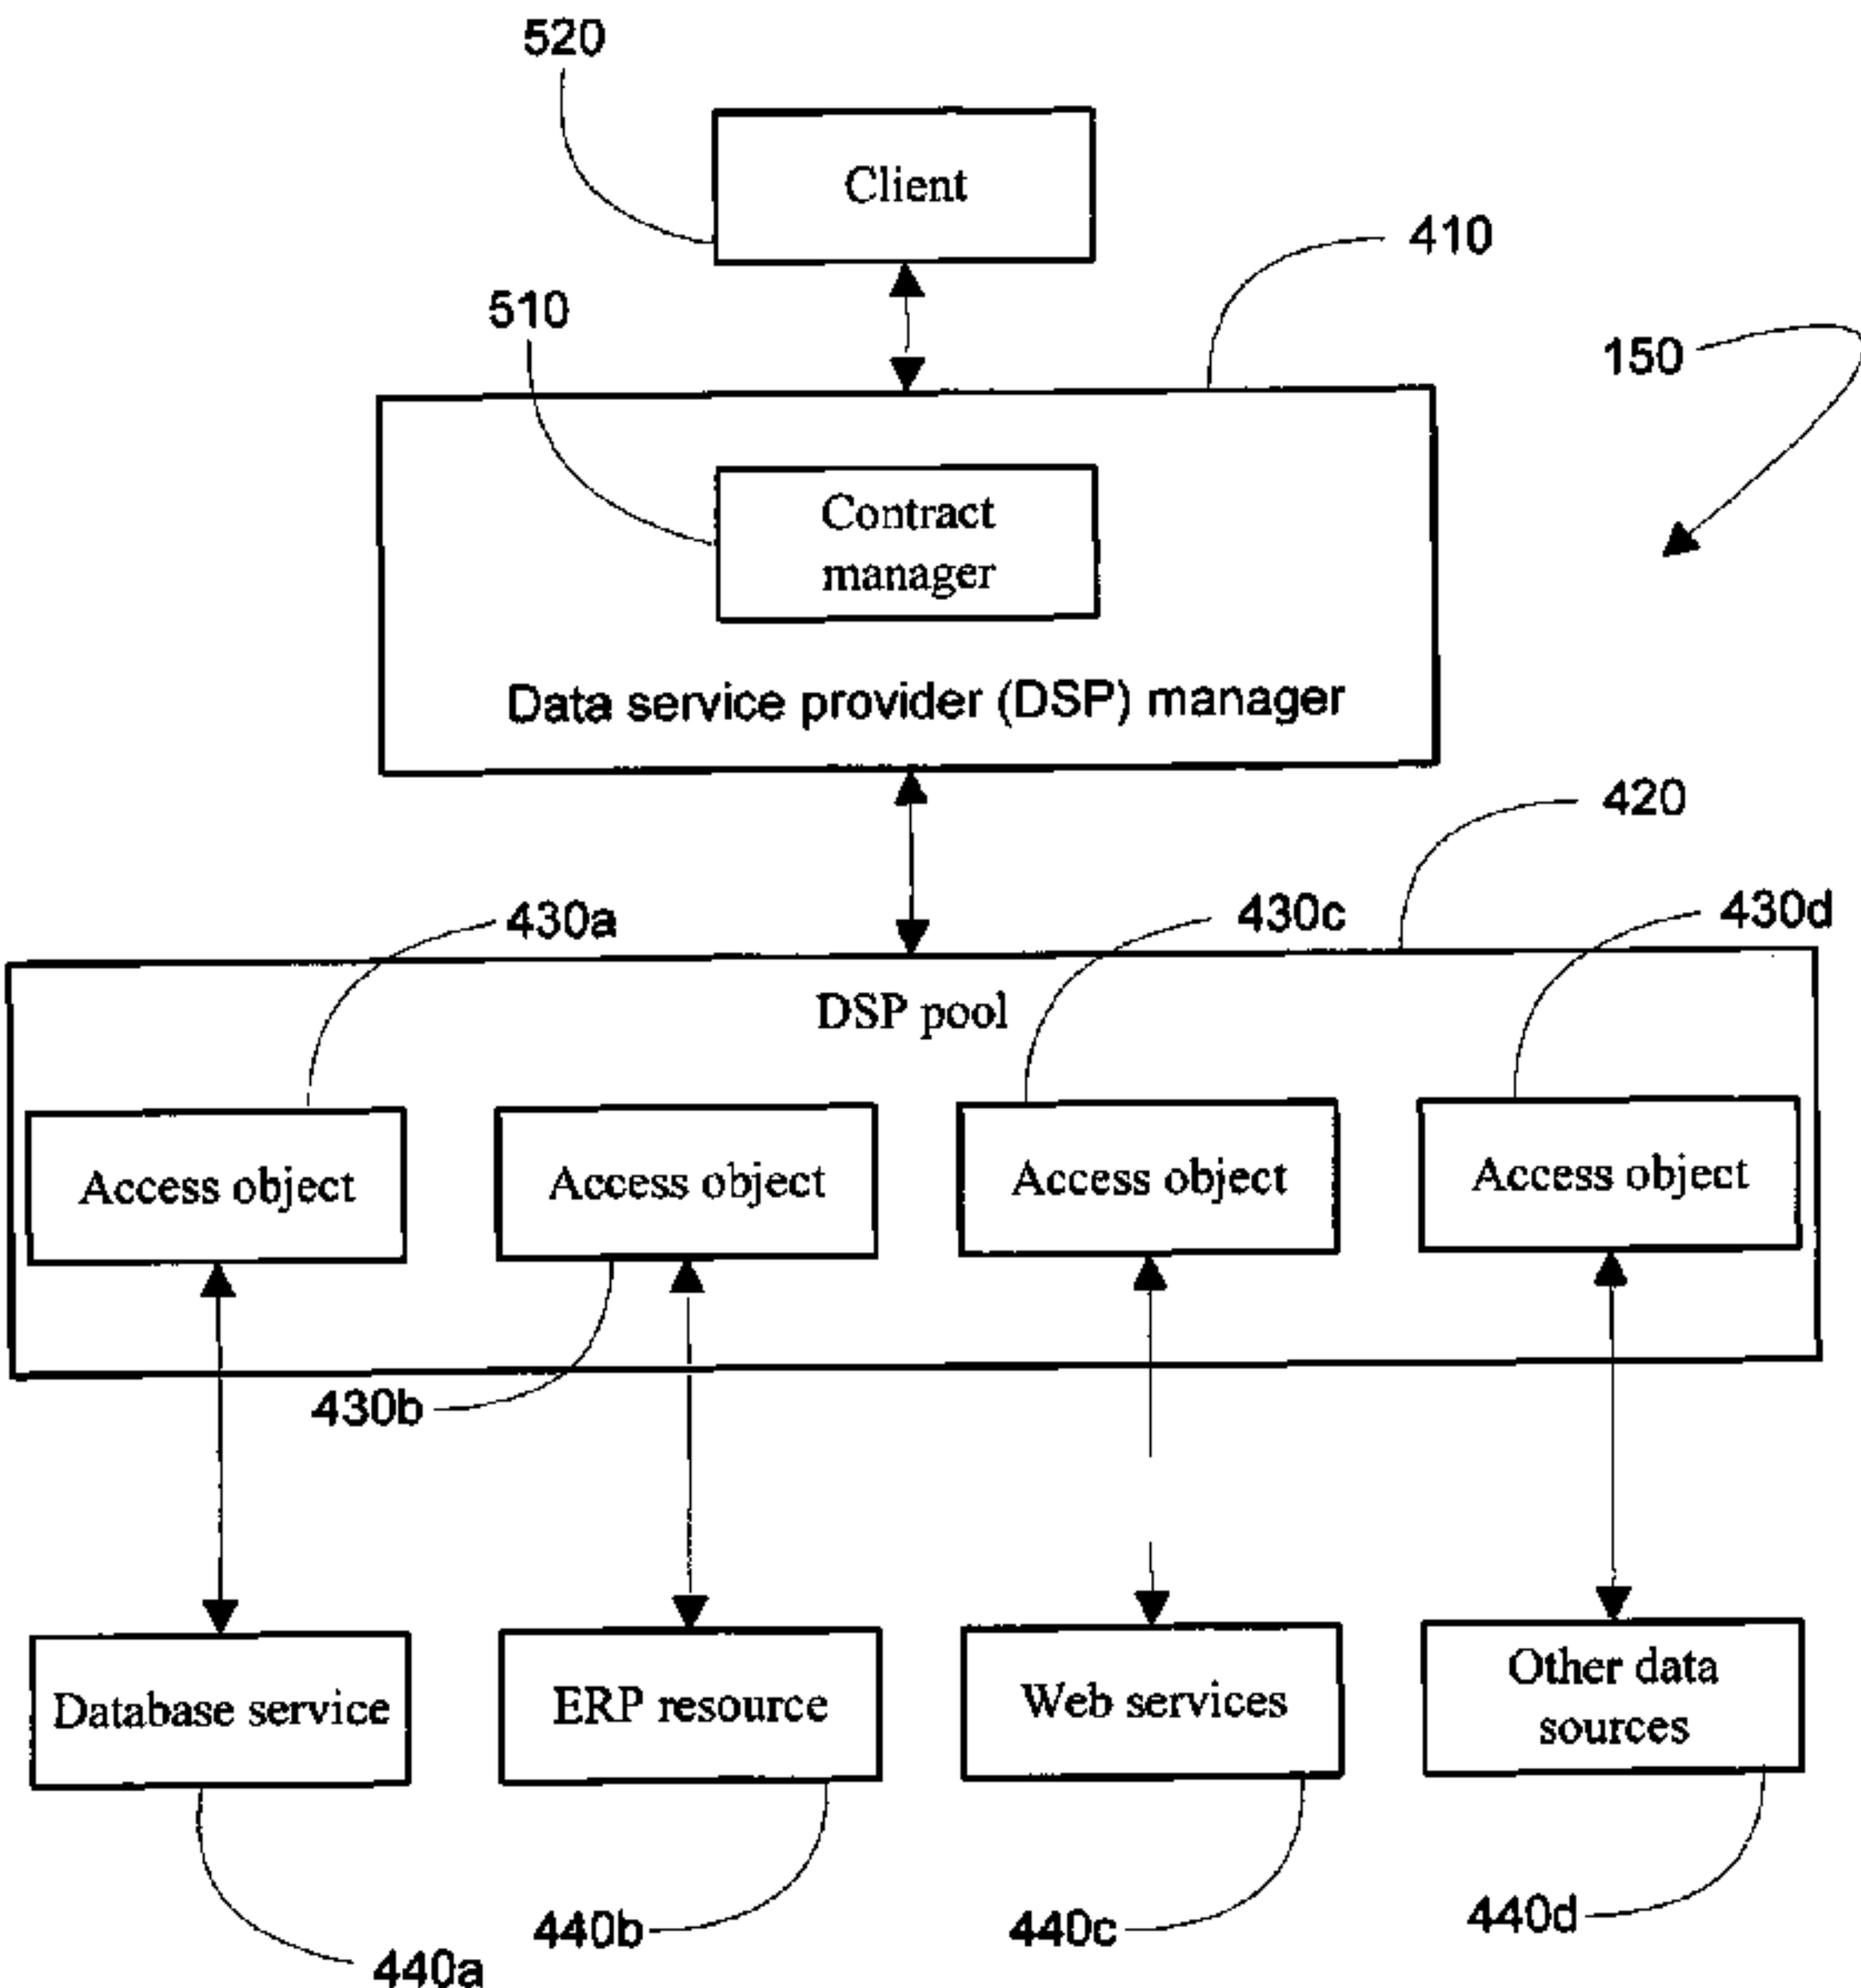 520
Client
410
510
150
Contract
manager
Data service provider (DSP) manager
420
430a
430c
430d
DSP pool
Access object
Access object
Access object
Access object
430b
Database service
ERP resource
Web services
Other data
sources
440a
440b
440c
440d